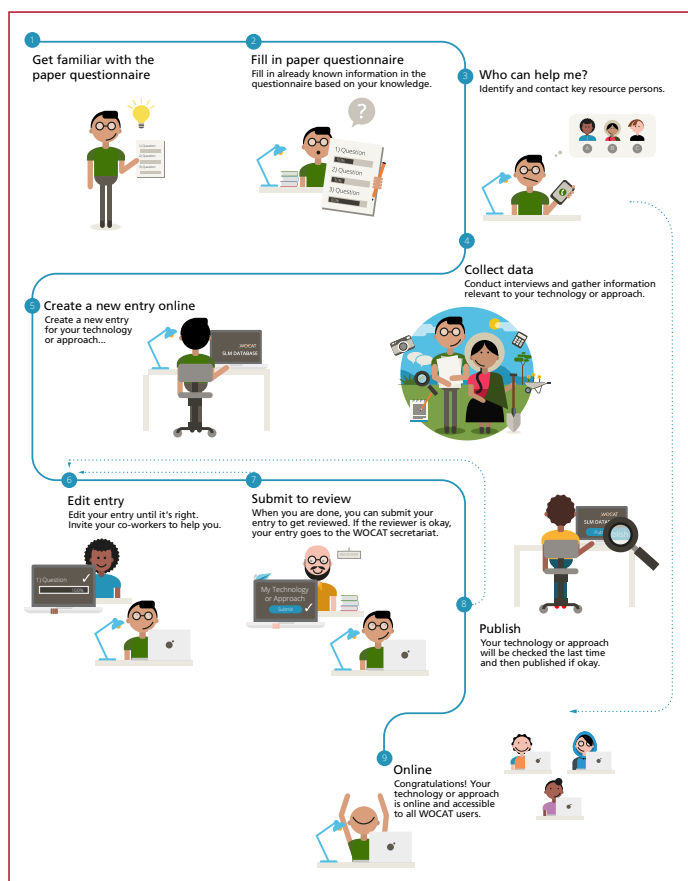 1
Get familiar with the
paper questionnaire
2
Fill in paper questionnaire
Fill in already known information in the
questionnaire based on your knowledge.
?
1) Question
2) Question
3) Question
3
Who can help me?
Identify and contact key resource persons.
A B C
4
Collect data
Conduct interviews and gather information
relevant to your technology or approach.
5
Create a new entry online
Create a new entry
for your technology
or approach...
WOCAT
SLM DATABASE
6
Edit entry
Edit your entry until it's right.
Invite your co-workers to help you.
1) Question
100%
7
Submit to review
When you are done, you can submit your
entry to get reviewed. If the reviewer is okay,
your entry goes to the WOCAT secretariat.
My Technology
or Approach
Submit
8
WOCAT
Publish
Your technology or approach
will be checked the last time
and then published if okay.
9
Online
Congratulations! Your
technology or approach
is online and accessible
to all WOCAT users.